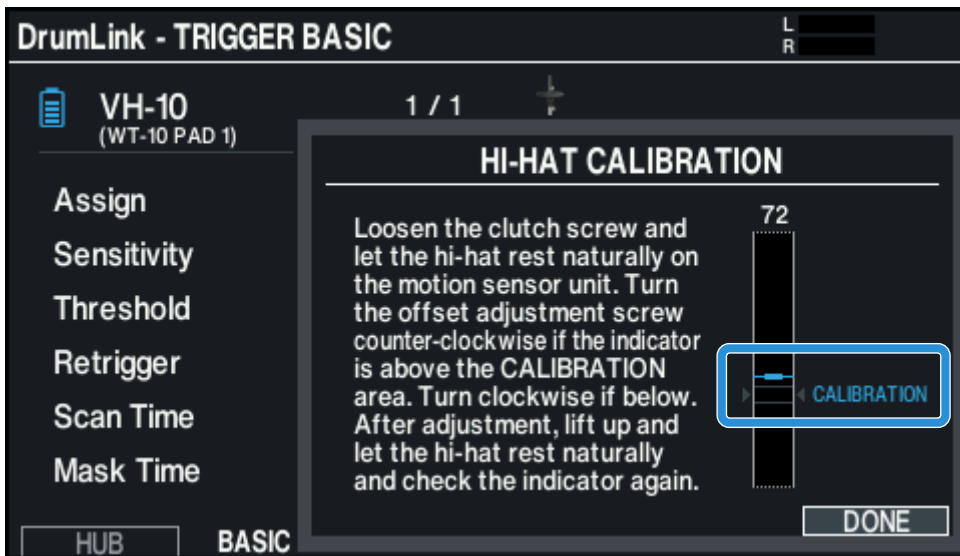 DrumLink - TRIGGER BASIC
L
R
VH-10
(WT-10 PAD 1)
1 / 1
HI-HAT CALIBRATION
Assign
Sensitivity
Threshold
Retrigger
Scan Time
Mask Time
Loosen the clutch screw and
let the hi-hat rest naturally on
the motion sensor unit. Turn
the offset adjustment screw
counter-clockwise if the indicator
is above the CALIBRATION
area. Turn clockwise if below.
After adjustment, lift up and
let the hi-hat rest naturally
and check the indicator again.
72
CALIBRATION
DONE
HUB
BASIC